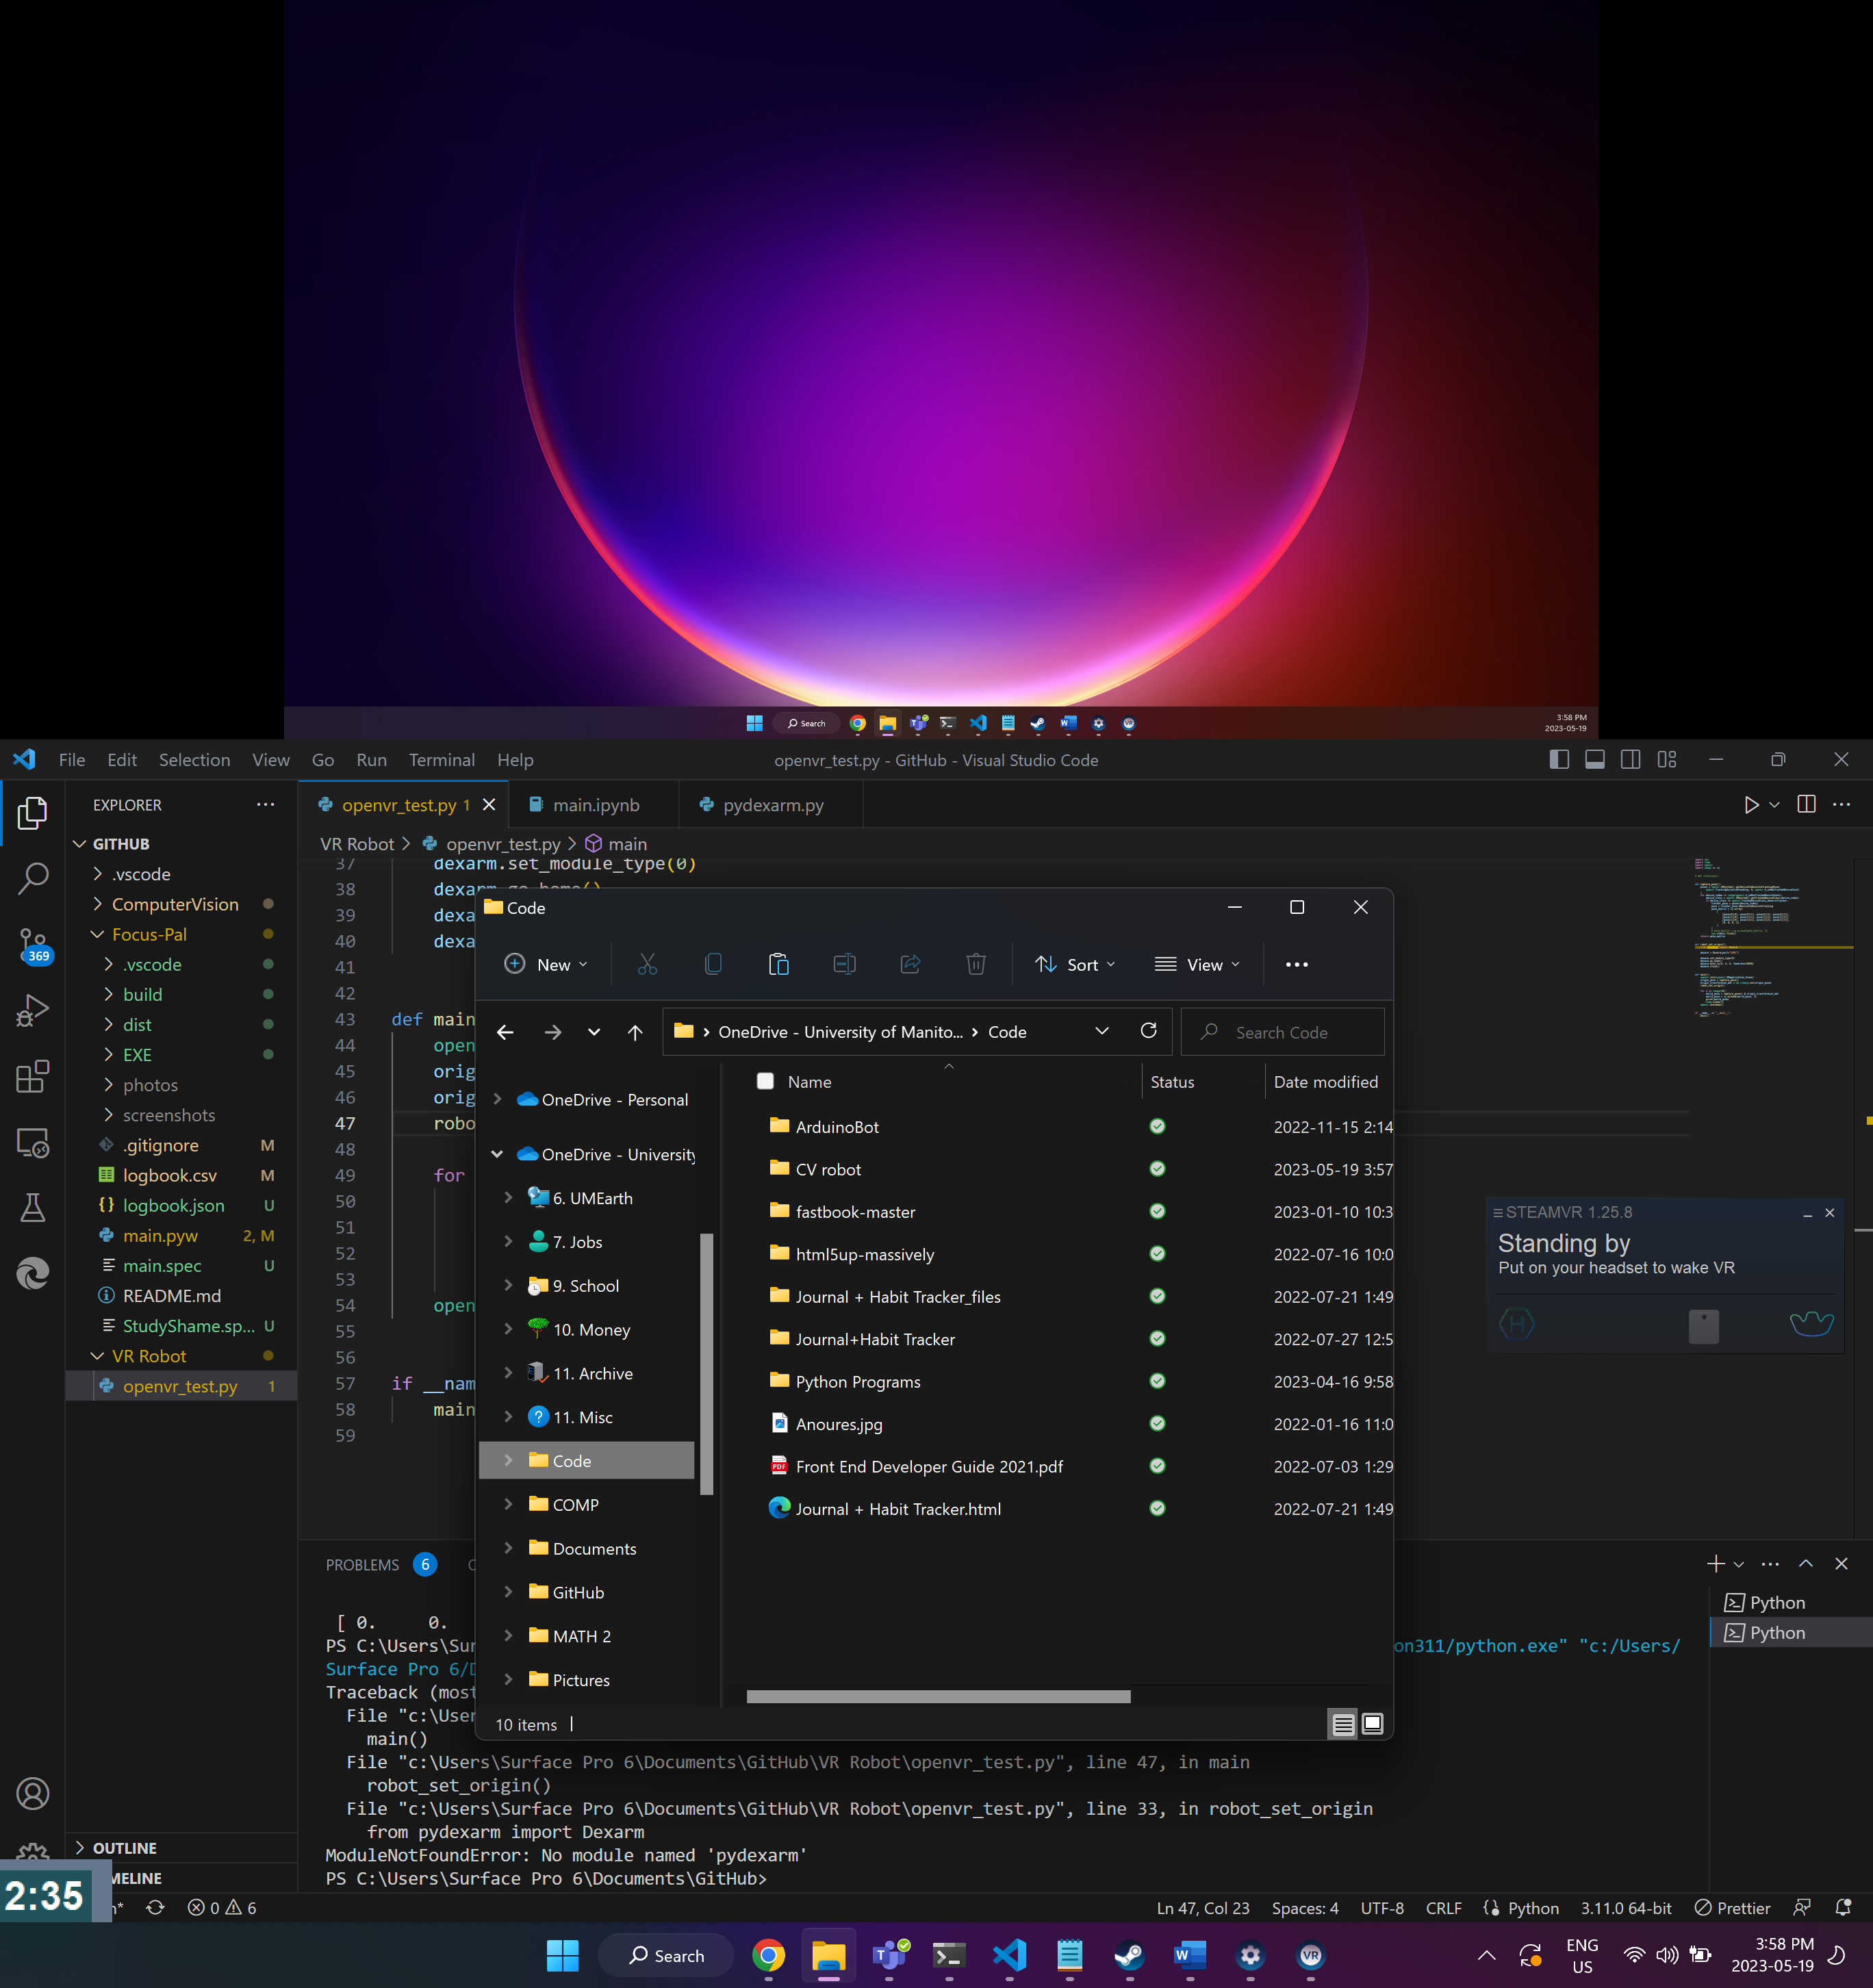 Search
3:58 PM
2023-05-19
File Edit Selection View Go Run Terminal Help
openvr_test.py - GitHub - Visual Studio Code
EXPLORER
GITHUB
.vscode
ComputerVision
Focus-Pal
.vscode
build
dist
EXE
photos
screenshots
.gitignore M
logbook.csv M
logbook.json U
main.pyw 2, M
main.spec U
README.md
StudyShame.sp... U
VR Robot
openvr_test.py 1
OUTLINE
MELINE
369
openvr_test.py 1
main.ipynb
pydexarm.py
VR Robot > openvr_test.py > main
37 dexarm.set_module_type(0)
38 dexarm.go_home()
39 dexa
40 dexa
41
42
43 def main
44 open
45 orig
46 orig
47 robo
48
49 for
50
51
52
53
54 open
55
56
57 if __nam
58 main
59
Code
New
Sort
View
OneDrive - University of Manito... > Code
Search Code
OneDrive - Personal
OneDrive - University
6. UMEarth
7. Jobs
9. School
10. Money
11. Archive
11. Misc
Code
COMP
Documents
GitHub
MATH 2
Pictures
Name Status Date modified
ArduinoBot 2022-11-15 2:14
CV robot 2023-05-19 3:57
fastbook-master 2023-01-10 10:3
html5up-massively 2022-07-16 10:0
Journal + Habit Tracker_files 2022-07-21 1:49
Journal+Habit Tracker 2022-07-27 12:5
Python Programs 2023-04-16 9:58
Anoures.jpg 2022-01-16 11:0
Front End Developer Guide 2021.pdf 2022-07-03 1:29
Journal + Habit Tracker.html 2022-07-21 1:49
10 items
STEAMVR 1.25.8
Standing by
Put on your headset to wake VR
PROBLEMS 6
Python
Python
[ 0. 0.
PS C:\Users\Sur on311/python.exe" "c:/Users/
Surface Pro 6/D
Traceback (most
File "c:\User
main()
File "c:\Users\Surface Pro 6\Documents\GitHub\VR Robot\openvr_test.py", line 47, in main
robot_set_origin()
File "c:\Users\Surface Pro 6\Documents\GitHub\VR Robot\openvr_test.py", line 33, in robot_set_origin
from pydexarm import Dexarm
ModuleNotFoundError: No module named 'pydexarm'
PS C:\Users\Surface Pro 6\Documents\GitHub>
2:35
0 6
Ln 47, Col 23 Spaces: 4 UTF-8 CRLF Python 3.11.0 64-bit Prettier
Search
ENG
US
3:58 PM
2023-05-19